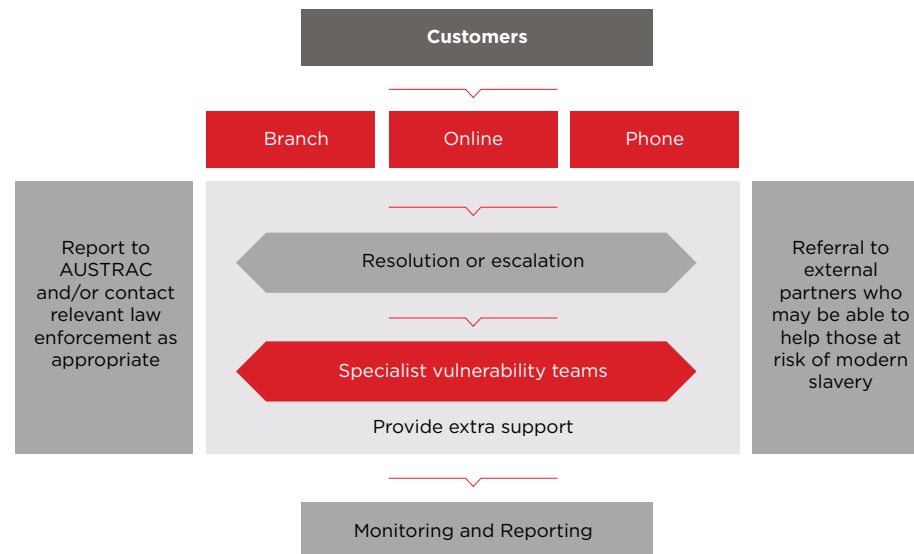 Customers
Branch
Online
Phone
Report to
AUSTRAC
and/or contact
relevant law
enforcement as
appropriate
Resolution or escalation
Specialist vulnerability teams
Provide extra support
Referral to
external
partners who
may be able to
help those at
risk of modern
slavery
Monitoring and Reporting